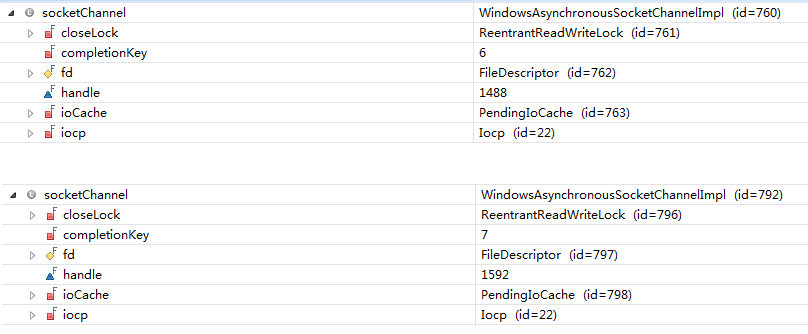 socketChannel WindowsAsynchronousSocketChannelImpl (id=760)
closeLock ReentrantReadWriteLock (id=761)
completionKey 6
fd FileDescriptor (id=762)
handle 1488
ioCache PendingIoCache (id=763)
iocp Iocp (id=22)
socketChannel WindowsAsynchronousSocketChannelImpl (id=792)
closeLock ReentrantReadWriteLock (id=796)
completionKey 7
fd FileDescriptor (id=797)
handle 1592
ioCache PendingIoCache (id=798)
iocp Iocp (id=22)